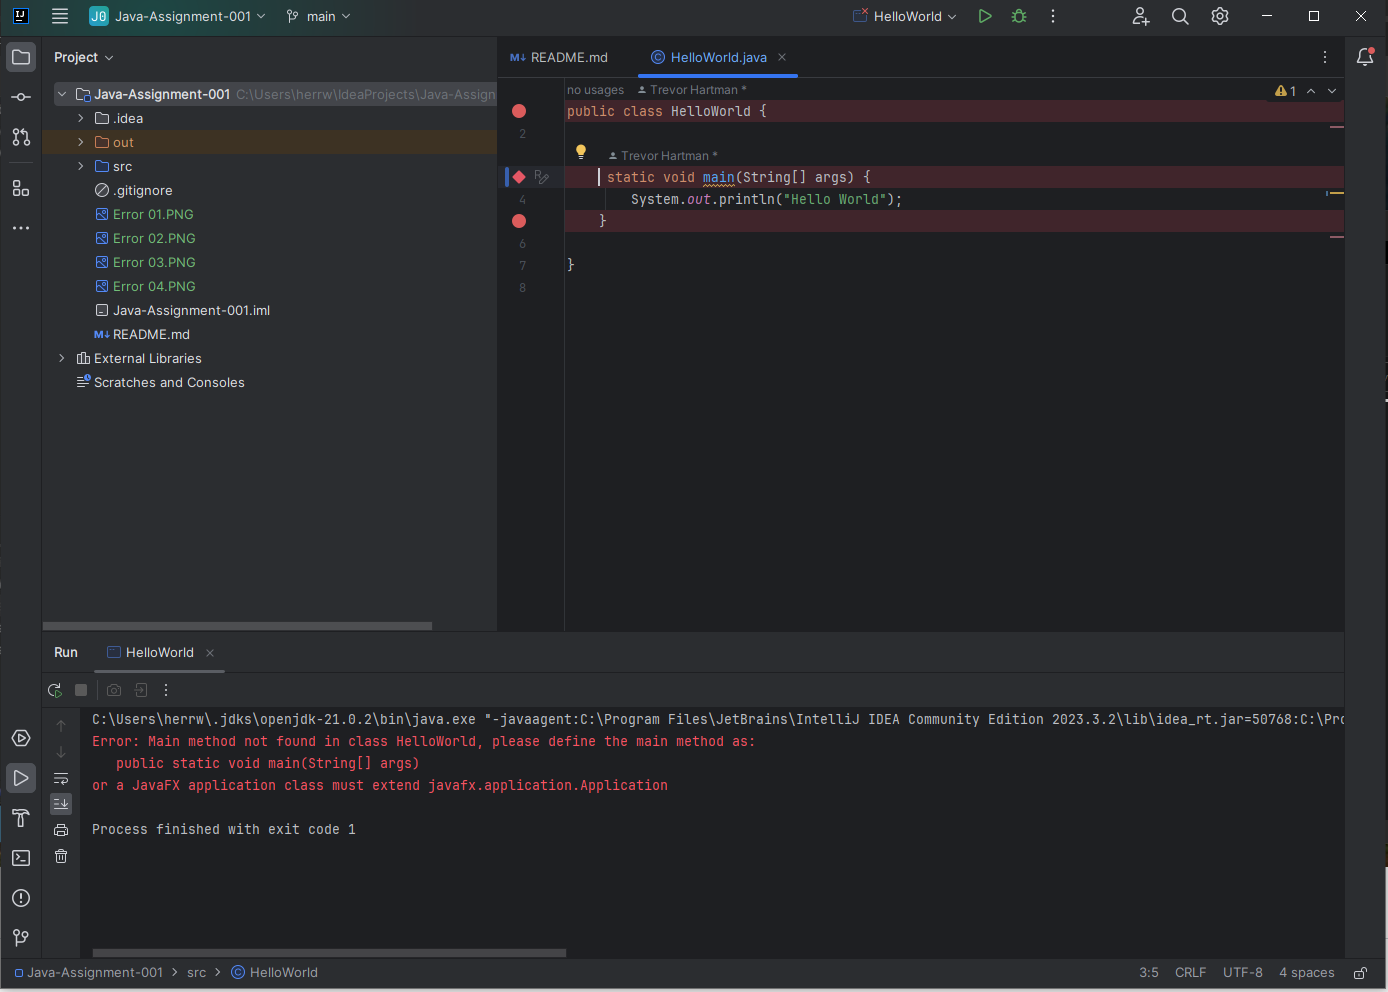 J0 Java-Assignment-001 main HelloWorld
Project
README.md HelloWorld.java
Java-Assignment-001 C:\Users\herrw\IdeaProjects\Java-Assign
.idea
out
src
.gitignore
Error 01.PNG
Error 02.PNG
Error 03.PNG
Error 04.PNG
Java-Assignment-001.iml
M↓ README.md
External Libraries
Scratches and Consoles
no usages Trevor Hartman *
1
public class HelloWorld {
2
Trevor Hartman *
static void main(String[] args) {
4 System.out.println("Hello World");
}
6
7 }
8
Run HelloWorld
C:\Users\herrw\.jdks\openjdk-21.0.2\bin\java.exe "-javaagent:C:\Program Files\JetBrains\IntelliJ IDEA Community Edition 2023.3.2\lib\idea_rt.jar=50768:C:\Pro
Error: Main method not found in class HelloWorld, please define the main method as:
public static void main(String[] args)
or a JavaFX application class must extend javafx.application.Application
Process finished with exit code 1
Java-Assignment-001 > src > HelloWorld 3:5 CRLF UTF-8 4 spaces